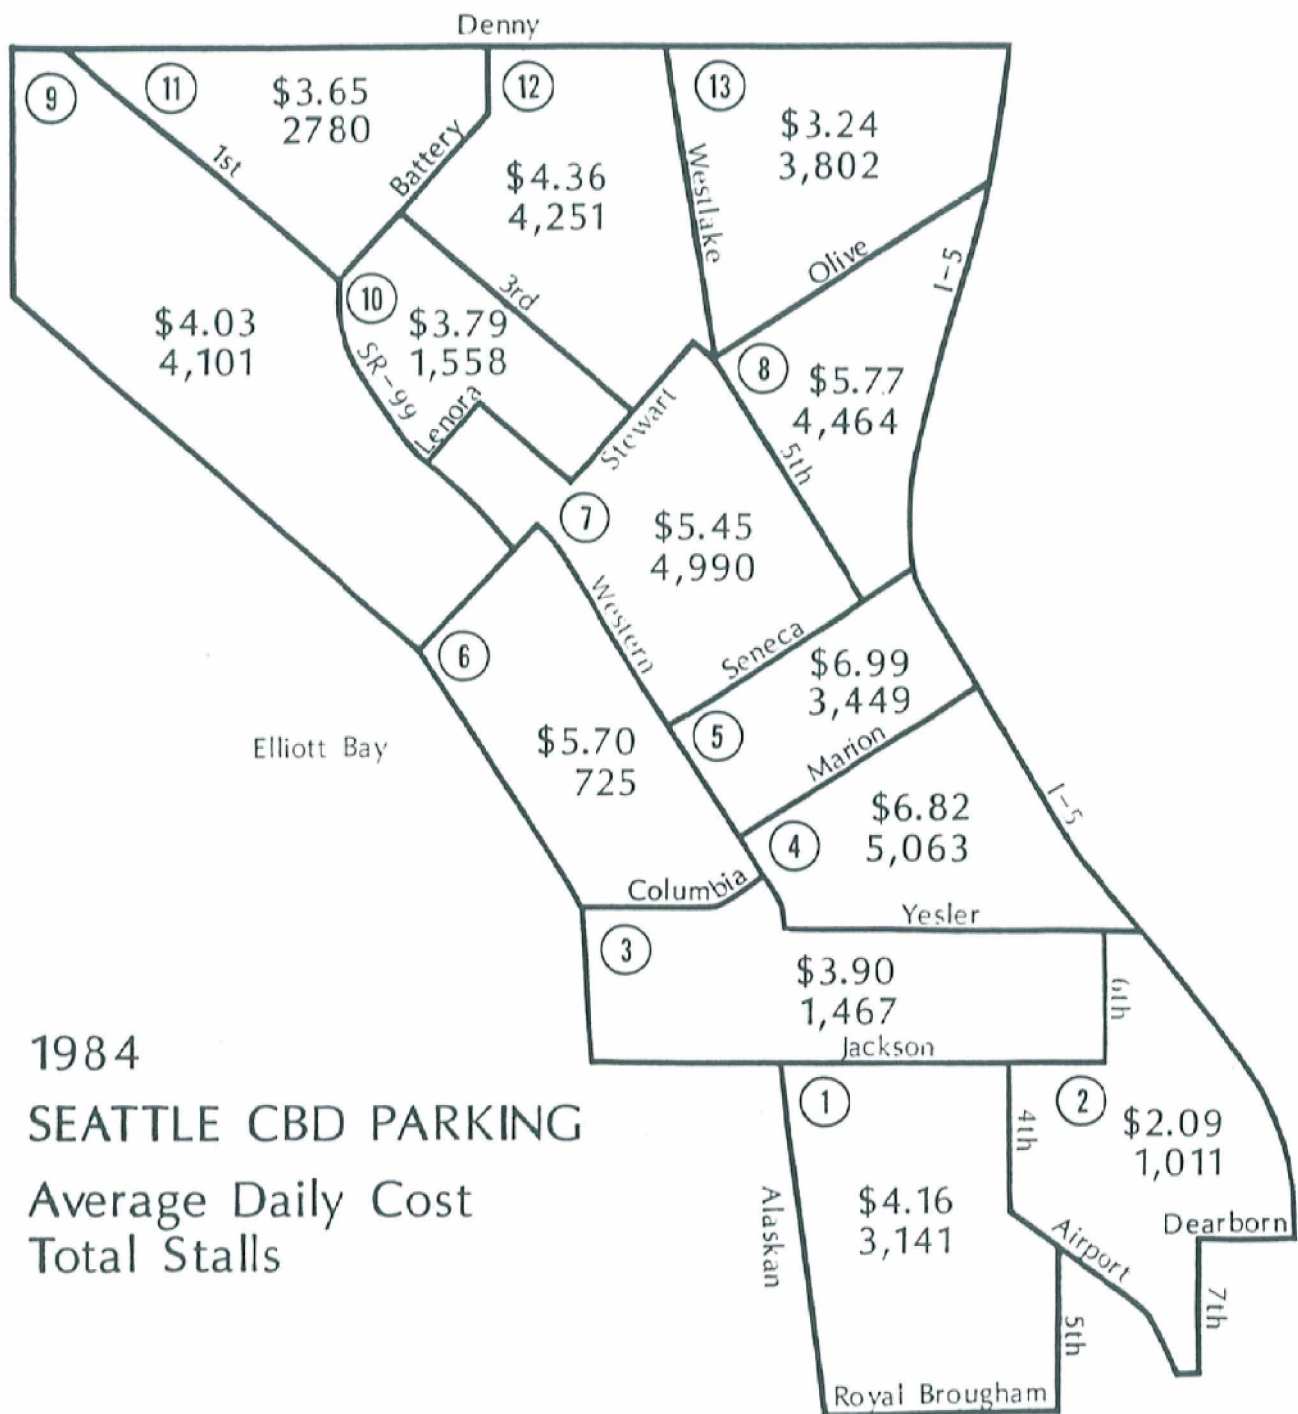 Denny
9
11
$3.65
2780
12
13
$3.24
3,802
1st
Battery
$4.36
4,251
Westlake
Olive
I-5
10
$3.79
1,558
3rd
$4.03
4,101
SR-99
Lenora
8
$5.77
4,464
Stewart
5th
7
$5.45
4,990
Western
Seneca
6
$6.99
3,449
5
Marion
$5.70
725
Elliott Bay
I-5
$6.82
5,063
4
Columbia
Yesler
3
$3.90
1,467
6th
Jackson
1984
SEATTLE CBD PARKING
Average Daily Cost
Total Stalls
1
2
4th
$2.09
1,011
Alaskan
$4.16
3,141
Airport
Dearborn
7th
5th
Royal Brougham